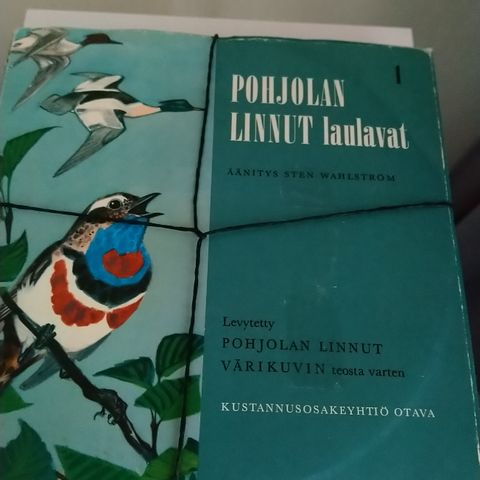 1
POHJOLAN
LINNUT laulavat
ÄÄNITYS STEN WAHLSTRÖM
Levytetty
POHJOLAN LINNUT
VÄRIKUVIN teosta varten
KUSTANNUSOSAKEYHTIÖ OTAVA